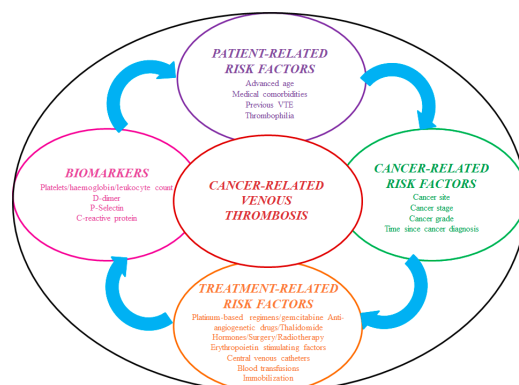 PATIENT-RELATED
RISK FACTORS
Advanced age
Medical comorbidities
Previous VTE
Thrombophilia
BIOMARKERS
Platelets/haemoglobin/leukocyte count
D-dimer
P-Selectin
C-reactive protein
CANCER-RELATED
VENOUS
THROMBOSIS
CANCER-RELATED
RISK FACTORS
Cancer site
Cancer stage
Cancer grade
Time since cancer diagnosis
TREATMENT-RELATED
RISK FACTORS
Platinum-based regimens/gemcitabine Anti-
angiogenetic drugs/Thalidomide
Hormones/Surgery/Radiotherapy
Erythropoietin stimulating factors
Central venous catheters
Blood transfusions
Immobilization